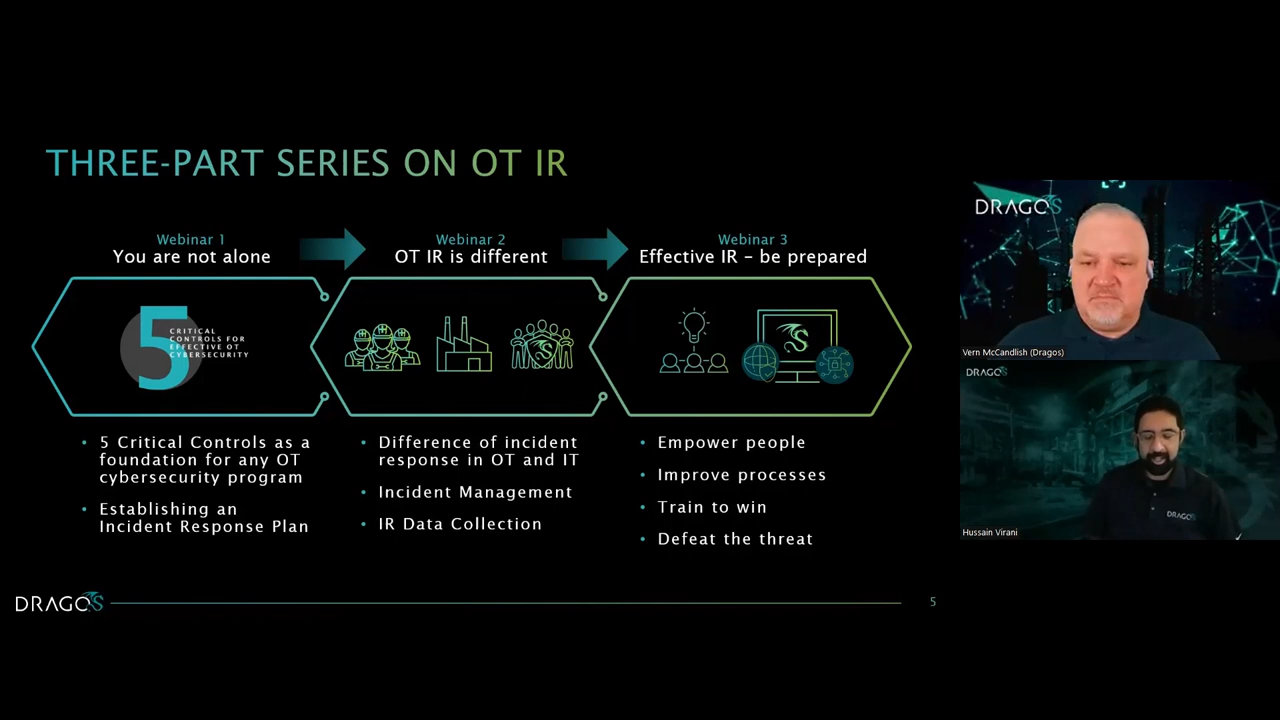 THREE-PART SERIES ON OT IR
Webinar 1
You are not alone
Webinar 2
OT IR is different
Webinar 3
Effective IR – be prepared
5
CRITICAL
CONTROLS FOR
EFFECTIVE OT
CYBERSECURITY
• 5 Critical Controls as a
foundation for any OT
cybersecurity program
• Establishing an
Incident Response Plan
• Difference of incident
response in OT and IT
• Incident Management
• IR Data Collection
• Empower people
• Improve processes
• Train to win
• Defeat the threat
DRAGOS
5
DRAGOS
Vern McCandlish (Dragos)
DRAGOS
DRAGOS
Hussain Virani